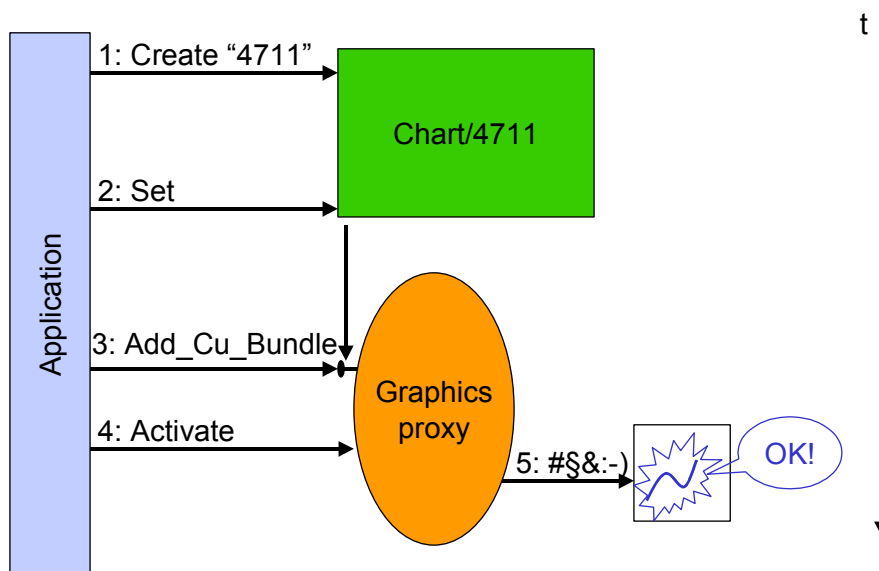 t
1: Create “4711”
Chart/4711
2: Set
Application
3: Add_Cu_Bundle
Graphics
proxy
4: Activate
5: #§&:-)
OK!